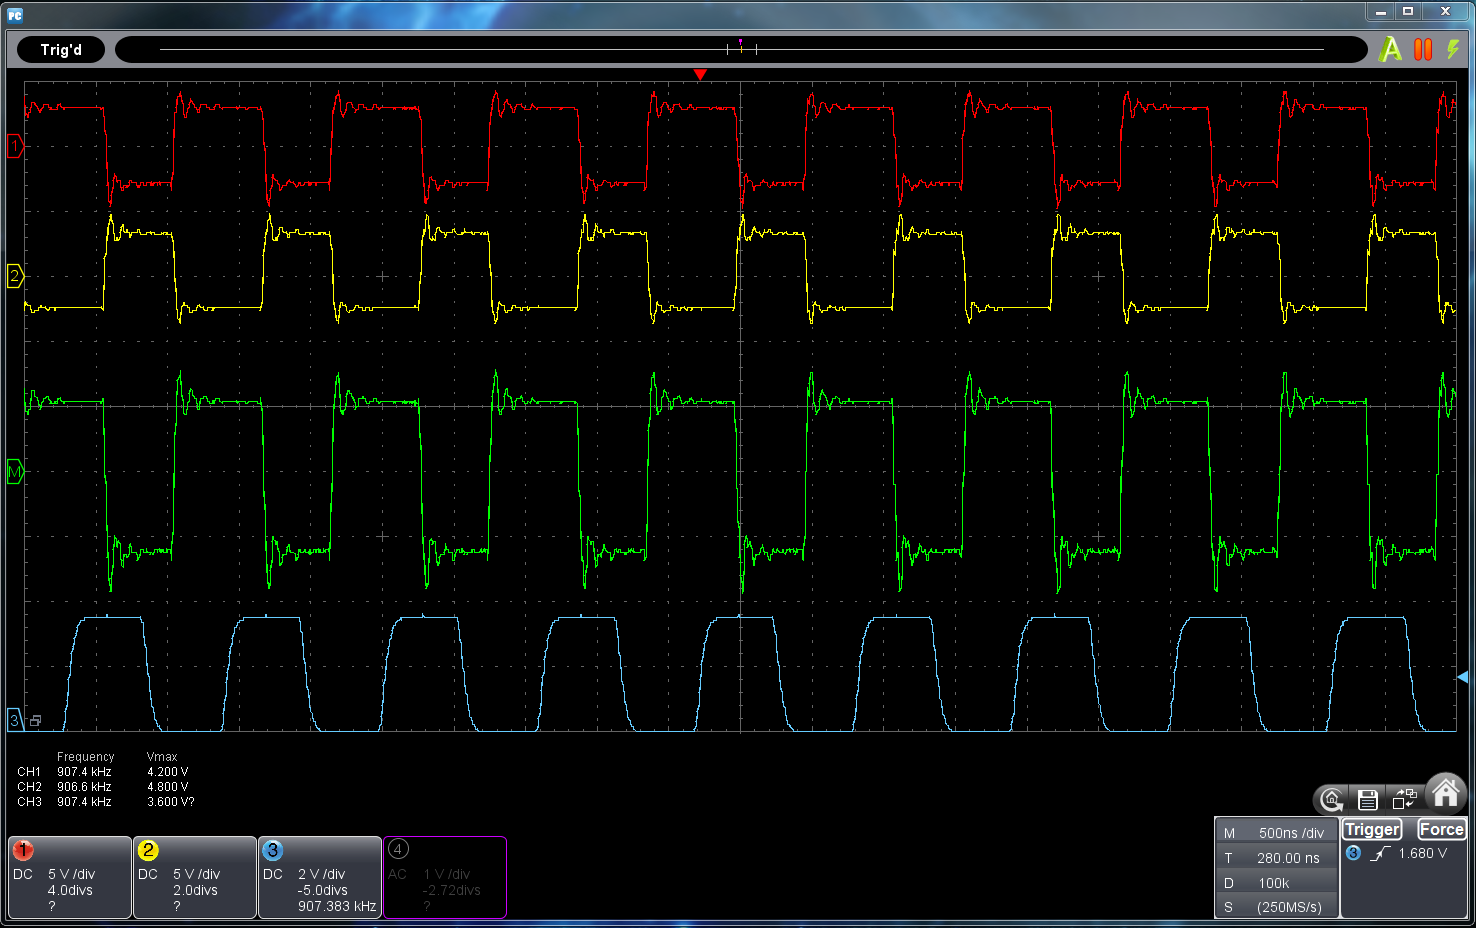 PC
Trig'd
A
1
2
M
3
Frequency Vmax
CH1 907.4 kHz 4.200 V
CH2 906.6 kHz 4.800 V
CH3 907.4 kHz 3.600 V?
1
DC 5 V /div
4.0divs
?
2
DC 5 V /div
2.0divs
?
3
DC 2 V /div
-5.0divs
907.383 kHz
4
AC 1 V /div
-2.72divs
?
M 500ns /div
T 280.00 ns
D 100k
S (250MS/s)
Trigger Force
3 1.680 V